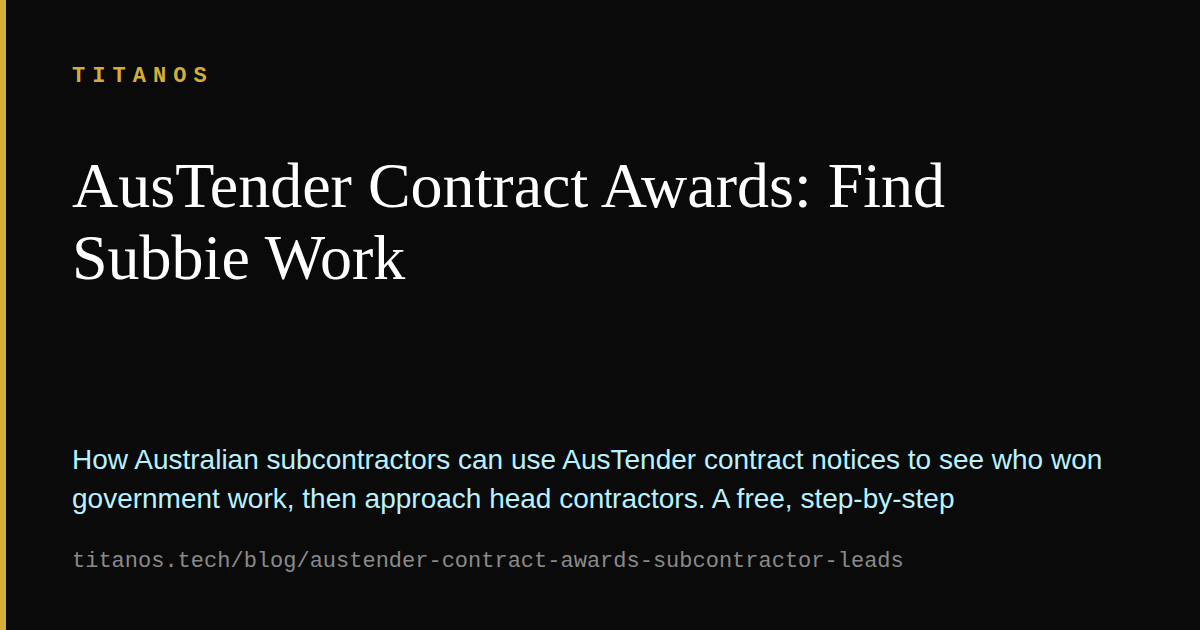 TITANOS
AusTender Contract Awards: Find
Subbie Work
How Australian subcontractors can use AusTender contract notices to see who won
government work, then approach head contractors. A free, step-by-step
titanos.tech/blog/austender-contract-awards-subcontractor-leads